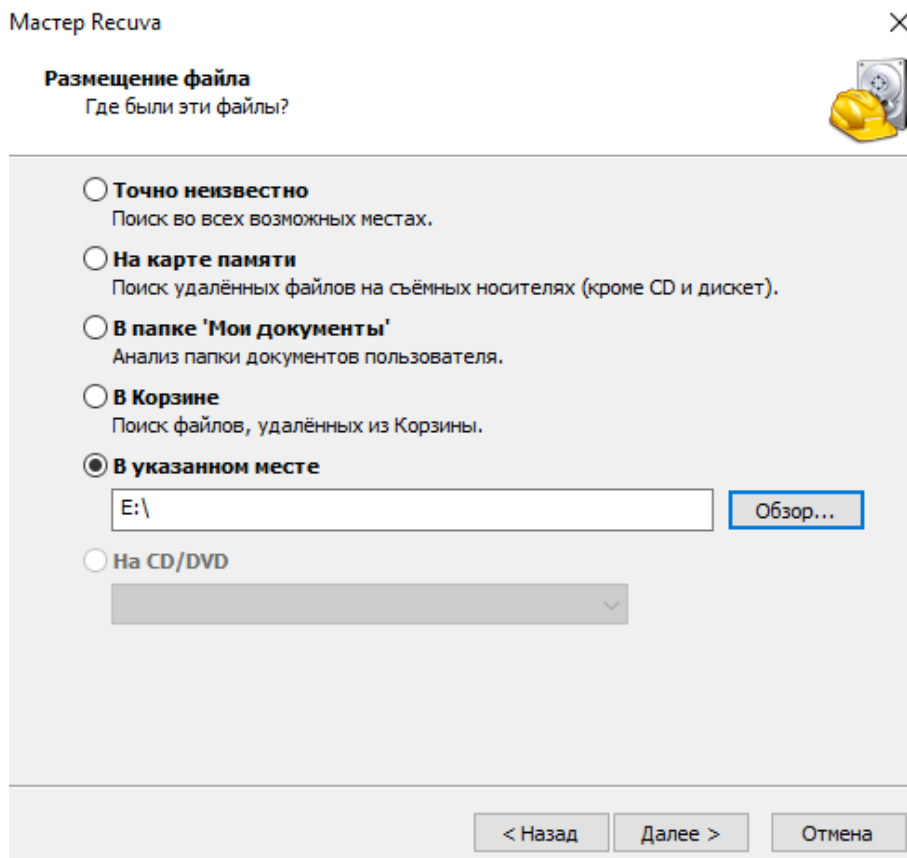 Мастер Recuva
Размещение файла
Где были эти файлы?
Точно неизвестно
Поиск во всех возможных местах.
На карте памяти
Поиск удалённых файлов на съёмных носителях (кроме CD и дискет).
В папке 'Мои документы'
Анализ папки документов пользователя.
В Корзине
Поиск файлов, удалённых из Корзины.
В указанном месте
E:\
Обзор...
На CD/DVD
< Назад
Далее >
Отмена